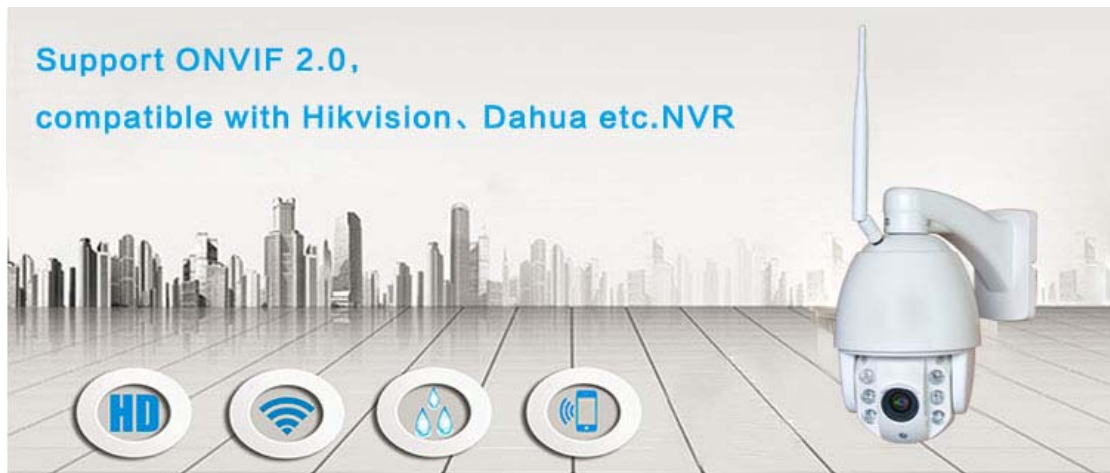 Support ONVIF 2.0,
compatible with Hikvision、Dahua etc.NVR
HD